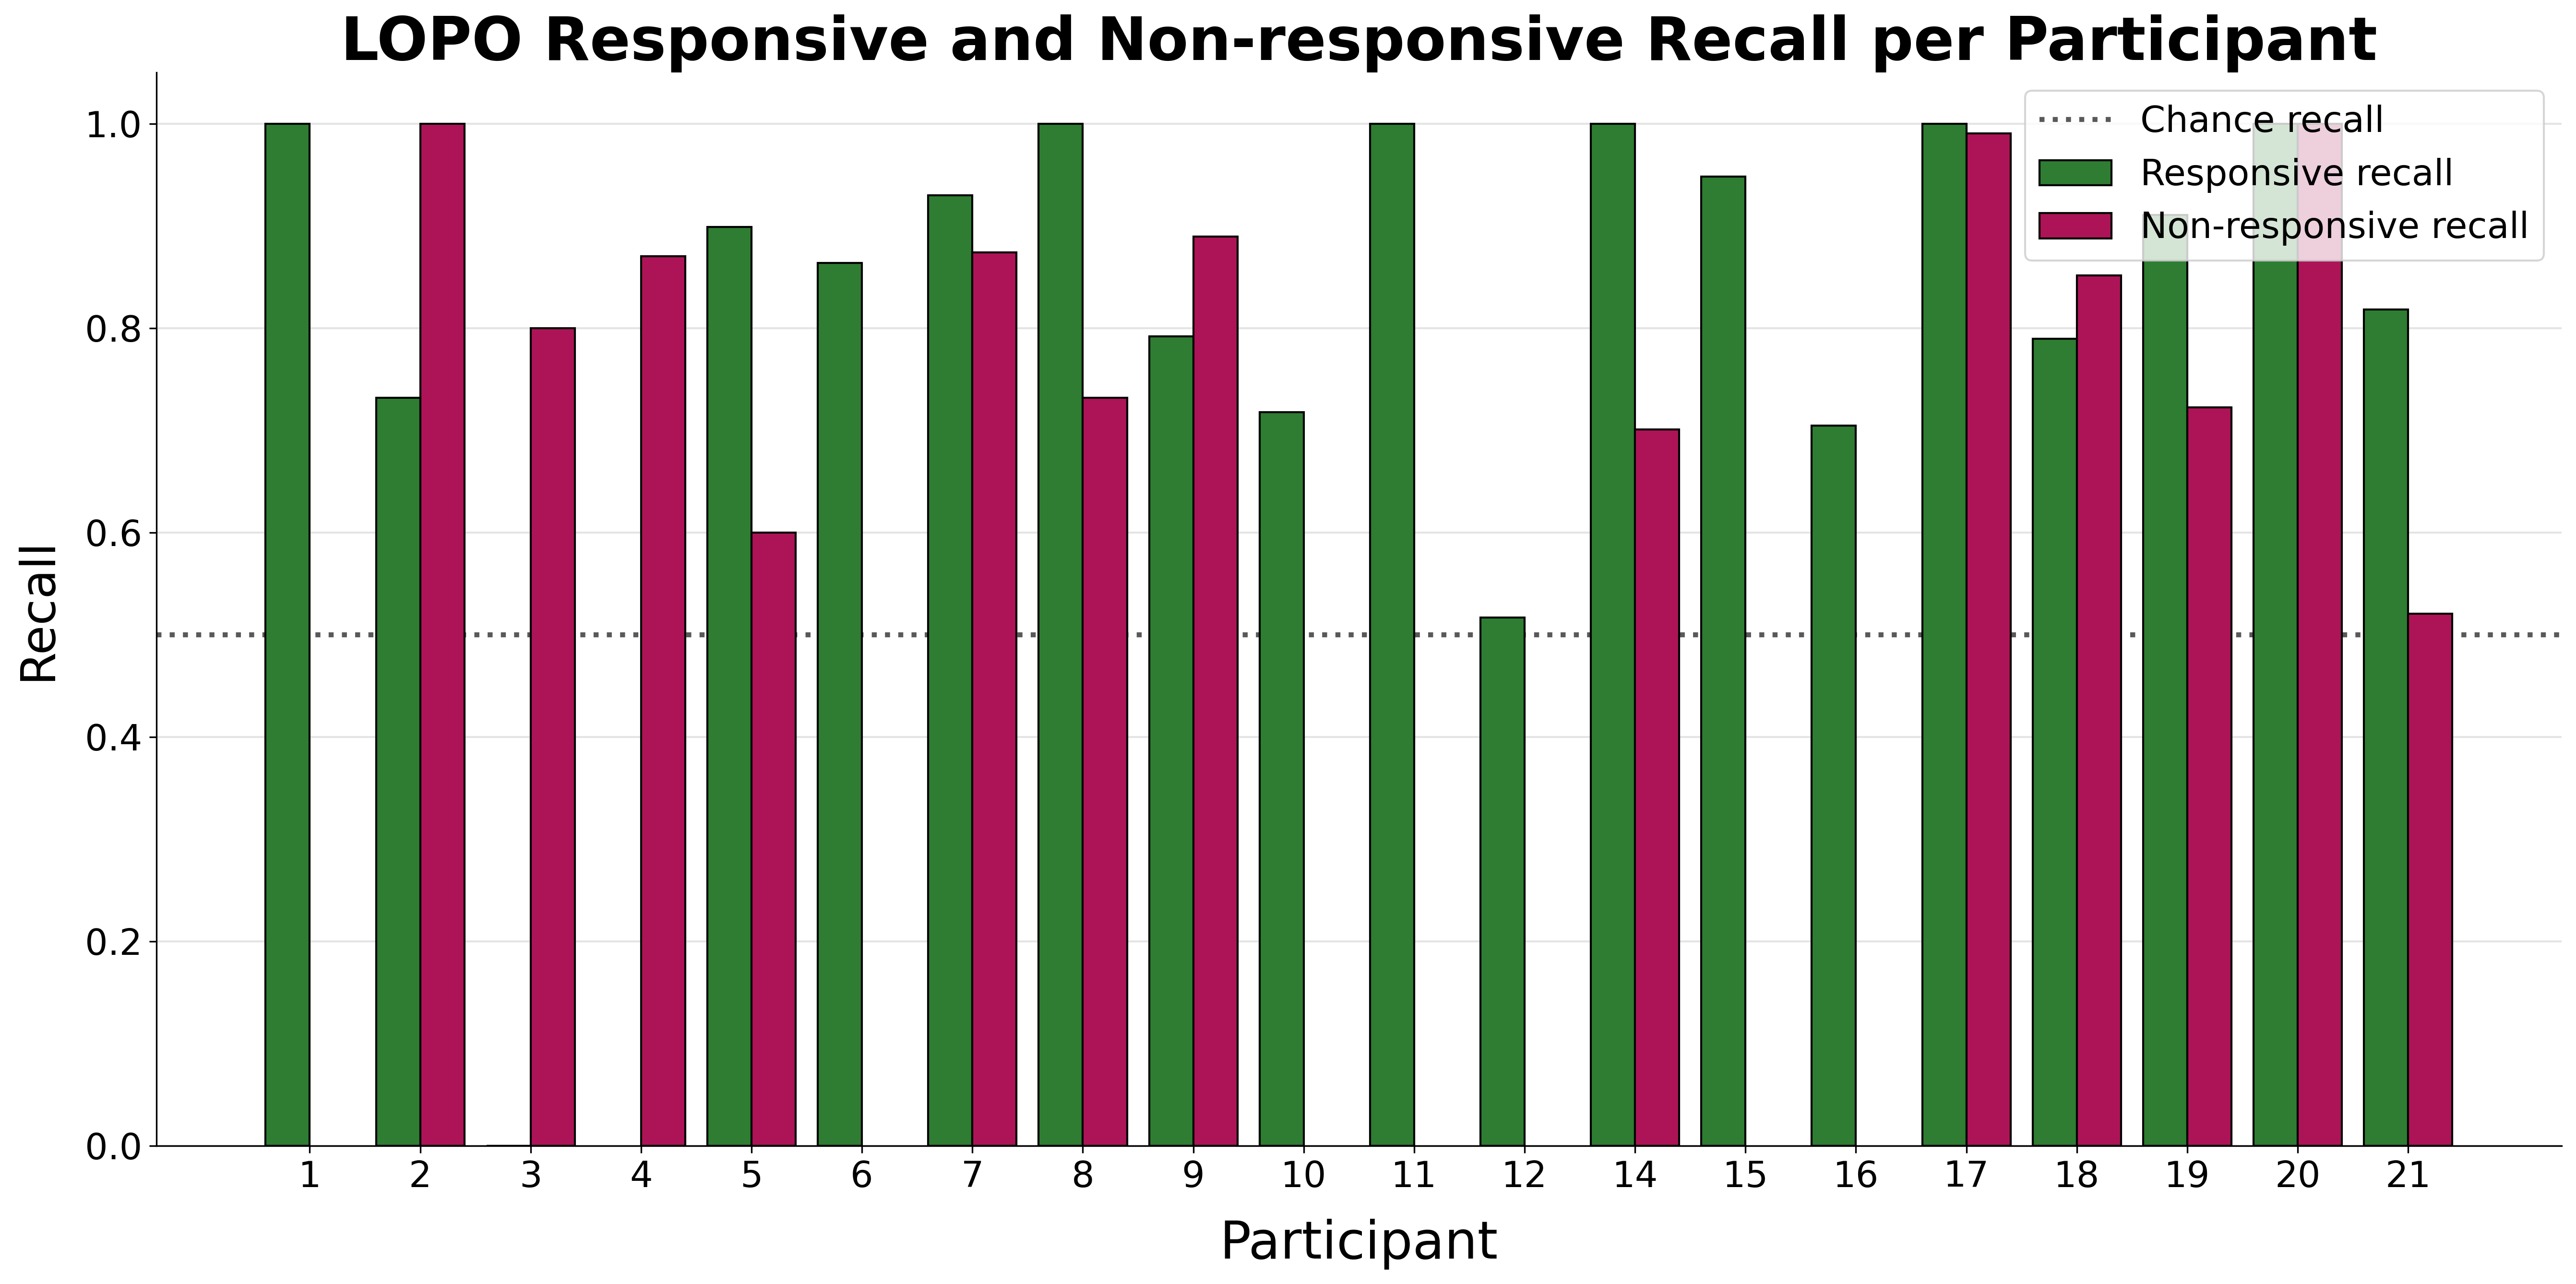 LOPO Responsive and Non-responsive Recall per Participant
Chance recall
Responsive recall
Non-responsive recall
Recall
1.0
0.8
0.6
0.4
0.2
0.0
1 2 3 4 5 6 7 8 9 10 11 12 14 15 16 17 18 19 20 21
Participant